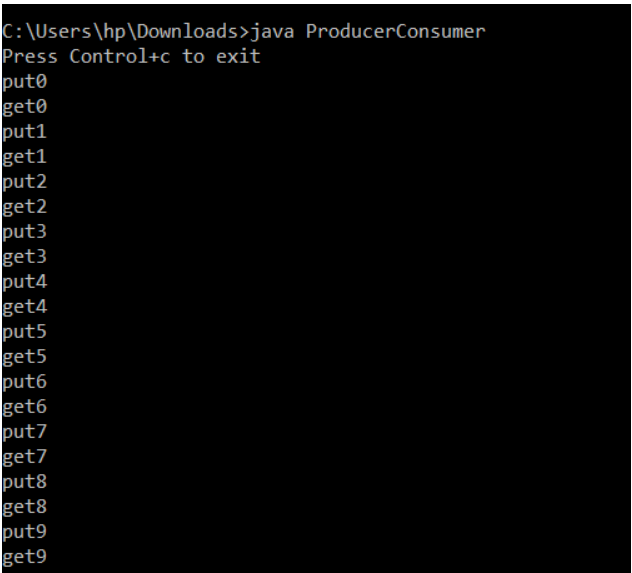 C:\Users\hp\Downloads>java ProducerConsumer
Press Control+c to exit
put0
get0
put1
get1
put2
get2
put3
get3
put4
get4
put5
get5
put6
get6
put7
get7
put8
get8
put9
get9